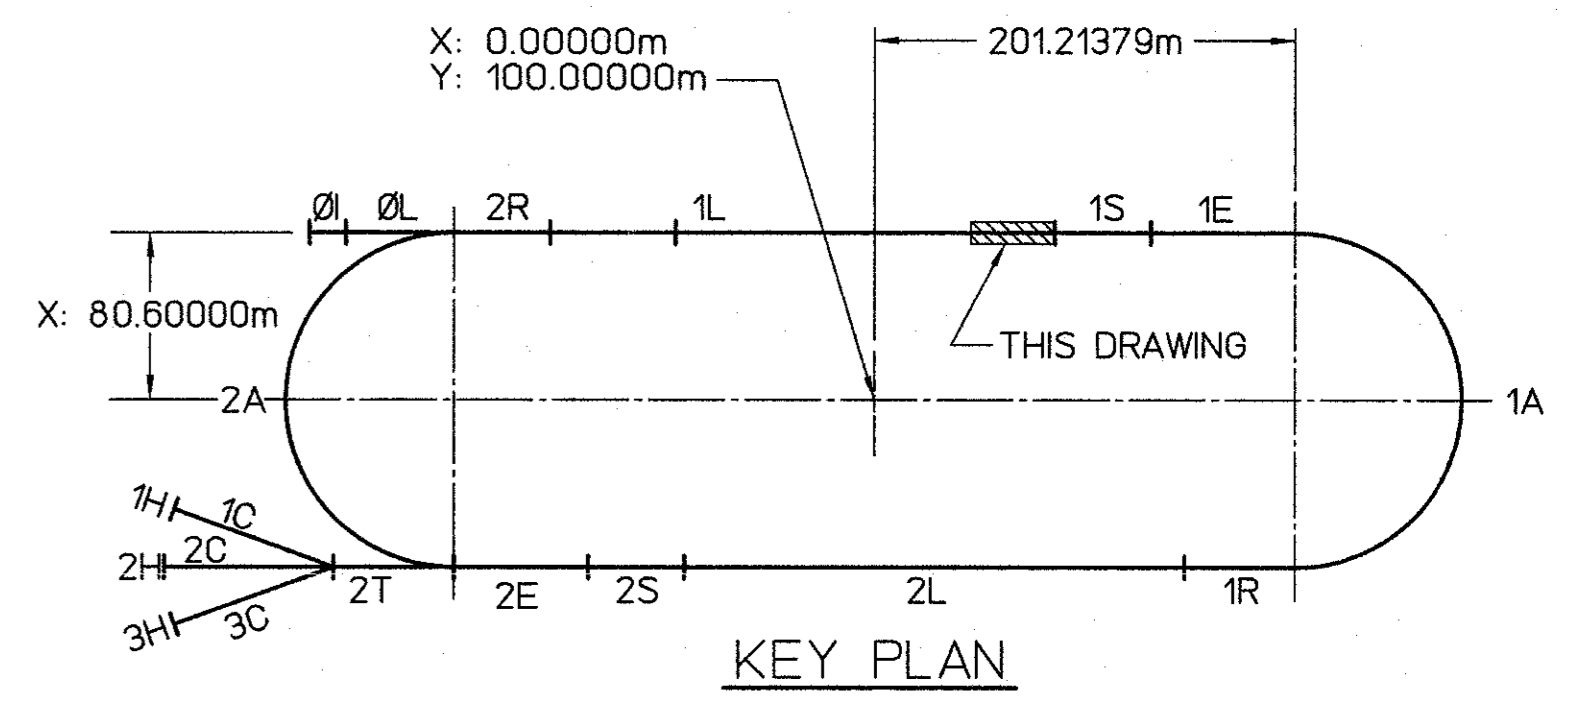 X: 0.00000m
Y: 100.00000m
201.21379m
ØI
ØL
2R
1L
1S
1E
X: 80.60000m
THIS DRAWING
2A
1A
1H
1C
2H
2C
3H
3C
2T
2E
2S
2L
1R
KEY PLAN